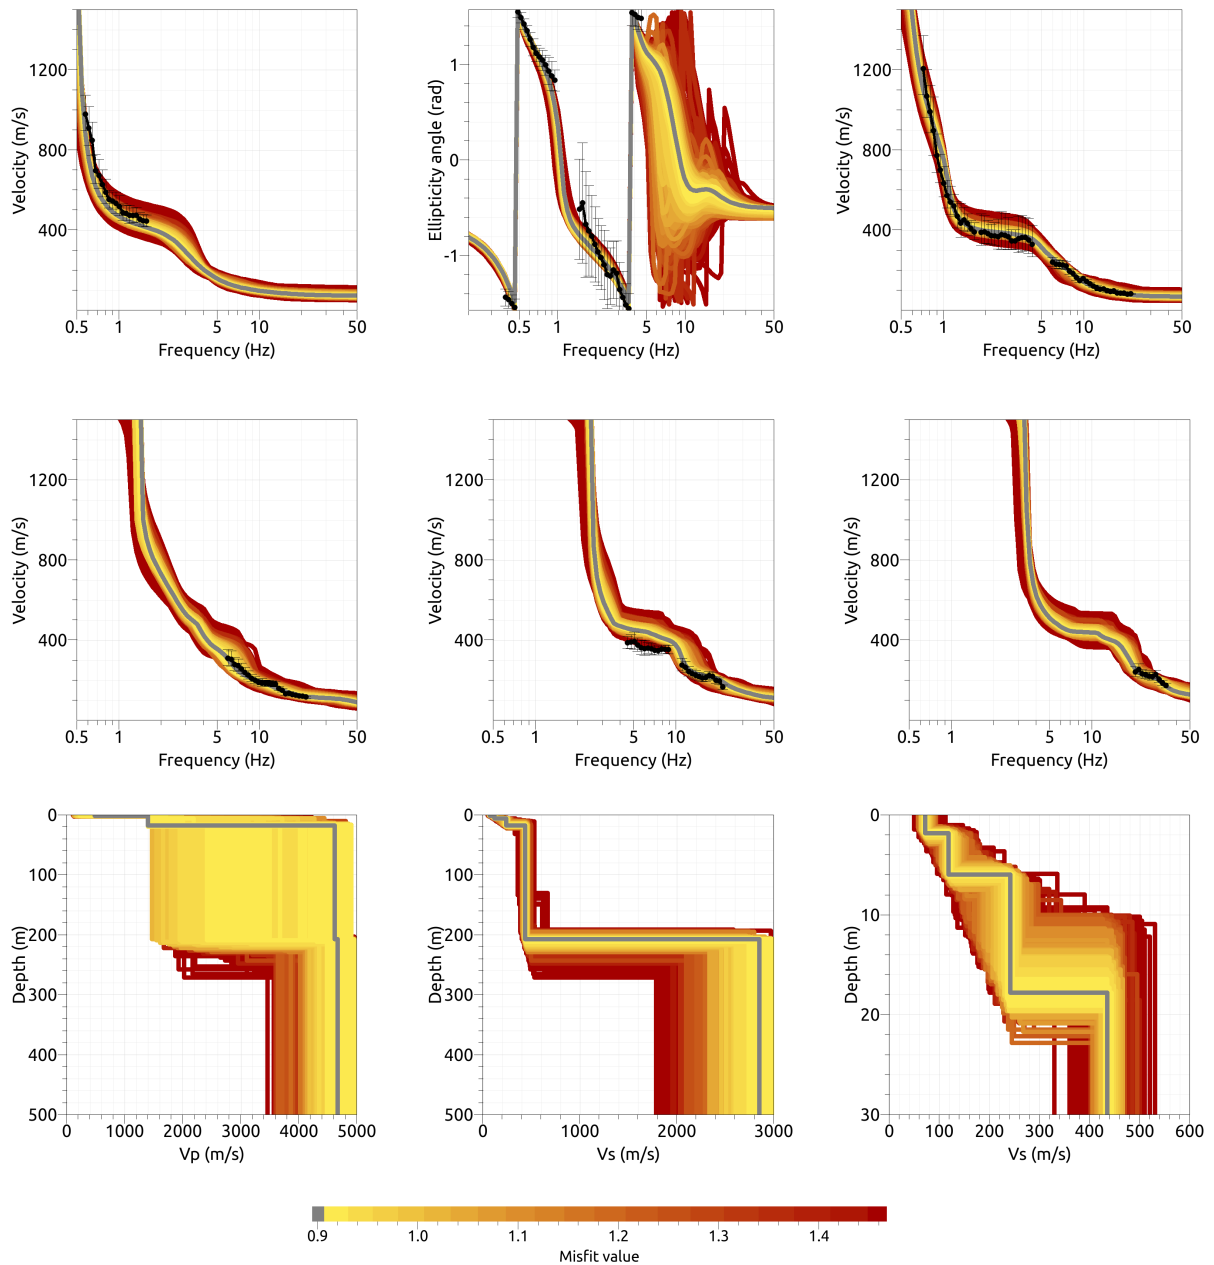 Velocity (m/s)
1200
800
400
0.5 1 5 10 50
Frequency (Hz)
Ellipticity angle (rad)
1
0
-1
0.5 1 5 10 50
Frequency (Hz)
Velocity (m/s)
1200
800
400
0.5 1 5 10 50
Frequency (Hz)
Velocity (m/s)
1200
800
400
0.5 1 5 10 50
Frequency (Hz)
Velocity (m/s)
1200
800
400
0.5 1 5 10 50
Frequency (Hz)
Velocity (m/s)
1200
800
400
0.5 1 5 10 50
Frequency (Hz)
Depth (m)
0
100
200
300
400
500
0 1000 2000 3000 4000 5000
Vp (m/s)
Depth (m)
0
100
200
300
400
500
0 1000 2000 3000
Vs (m/s)
Depth (m)
0
10
20
30
0 100 200 300 400 500 600
Vs (m/s)
0.9 1.0 1.1 1.2 1.3 1.4
Misfit value